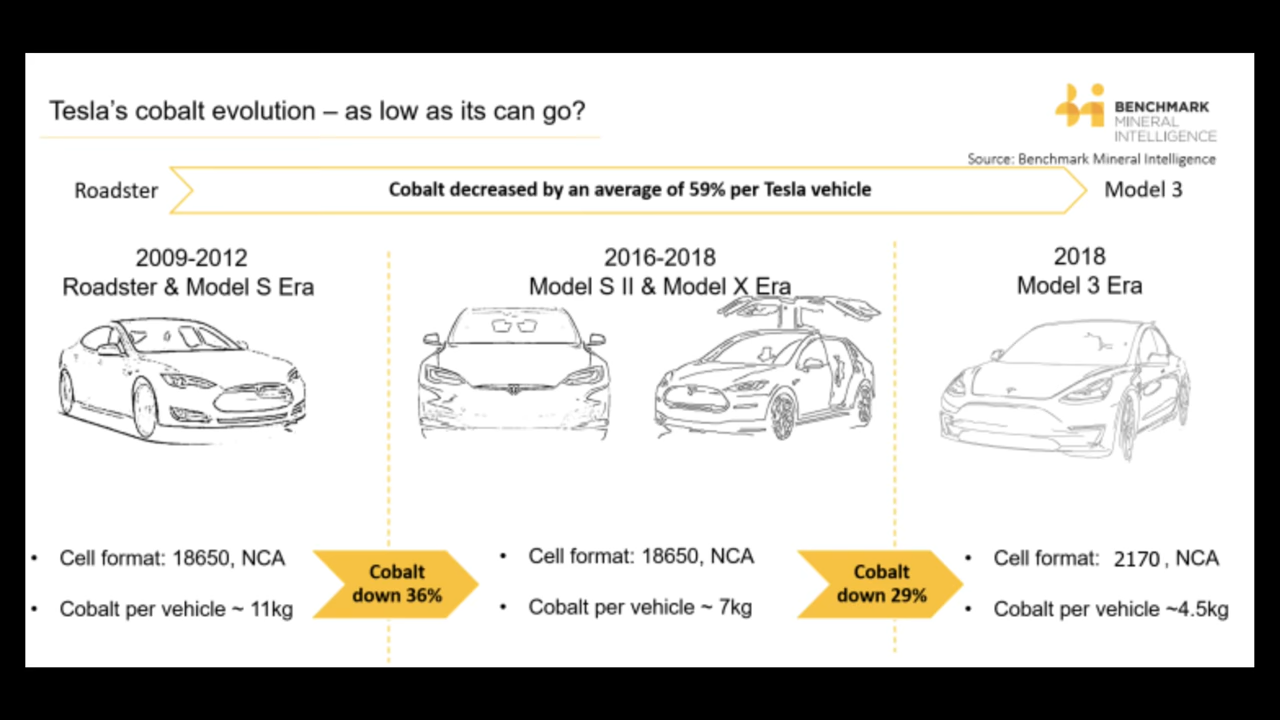 Tesla's cobalt evolution – as low as its can go?
BENCHMARK
MINERAL
INTELLIGENCE
Source: Benchmark Mineral Intelligence
Roadster
Cobalt decreased by an average of 59% per Tesla vehicle
Model 3
2009-2012
Roadster & Model S Era
2016-2018
Model S II & Model X Era
2018
Model 3 Era
• Cell format: 18650, NCA
• Cobalt per vehicle ~ 11kg
Cobalt
down 36%
• Cell format: 18650, NCA
• Cobalt per vehicle ~ 7kg
Cobalt
down 29%
• Cell format: 2170 , NCA
• Cobalt per vehicle ~4.5kg